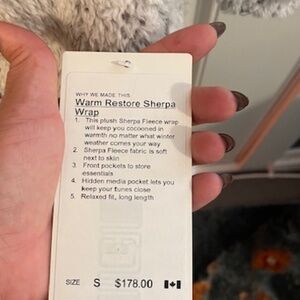 WHY WE MADE THIS
Warm Restore Sherpa
Wrap
1. This plush Sherpa Fleece wrap
will keep you cocooned in
warmth no matter what winter
weather comes your way
2. Sherpa Fleece fabric is soft
next to skin
3. Front pockets to store
essentials
4. Hidden media pocket lets you
keep your tunes close
5. Relaxed fit, long length
SIZE S $178.00